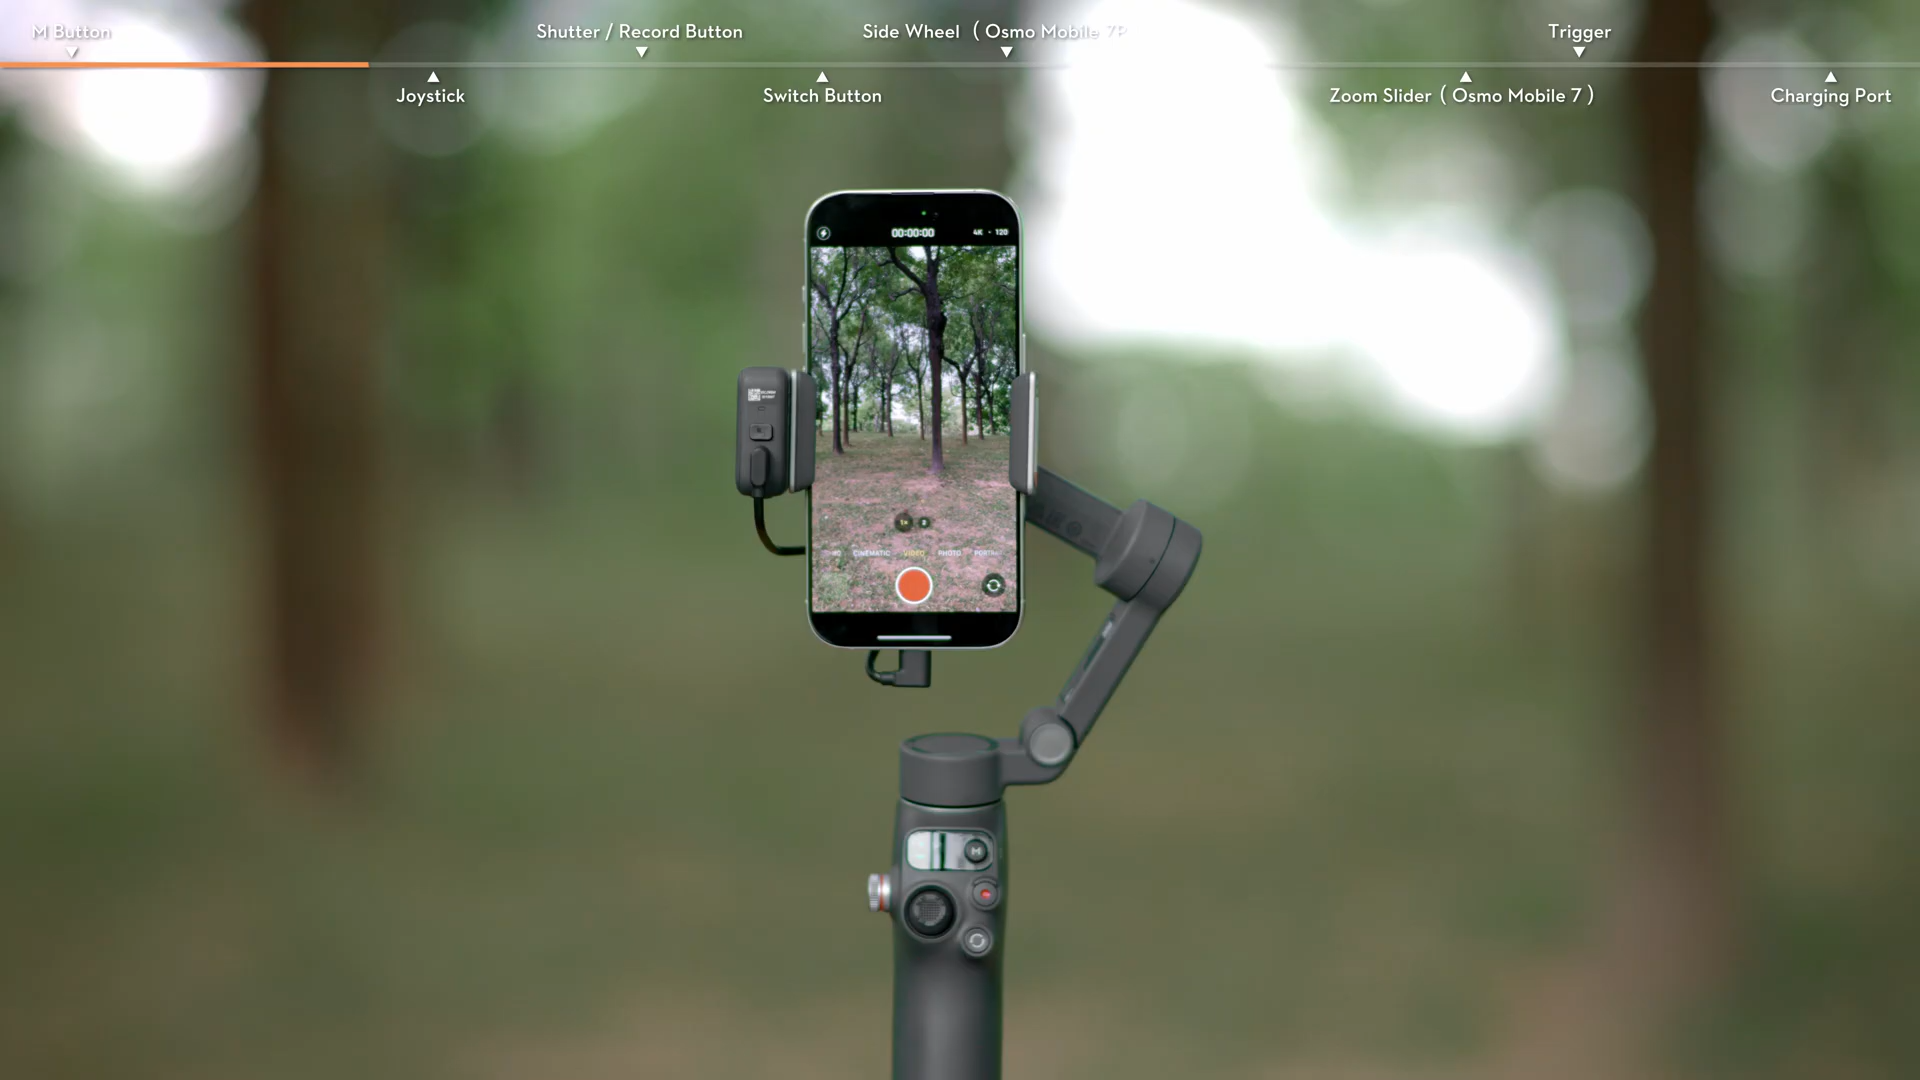 M Button
Shutter / Record Button
Side Wheel ( Osmo Mobile 7P
Trigger
Joystick
Switch Button
Zoom Slider ( Osmo Mobile 7 )
Charging Port
00:00:00
4K · 120
CINEMATIC
VIDEO
PHOTO
M